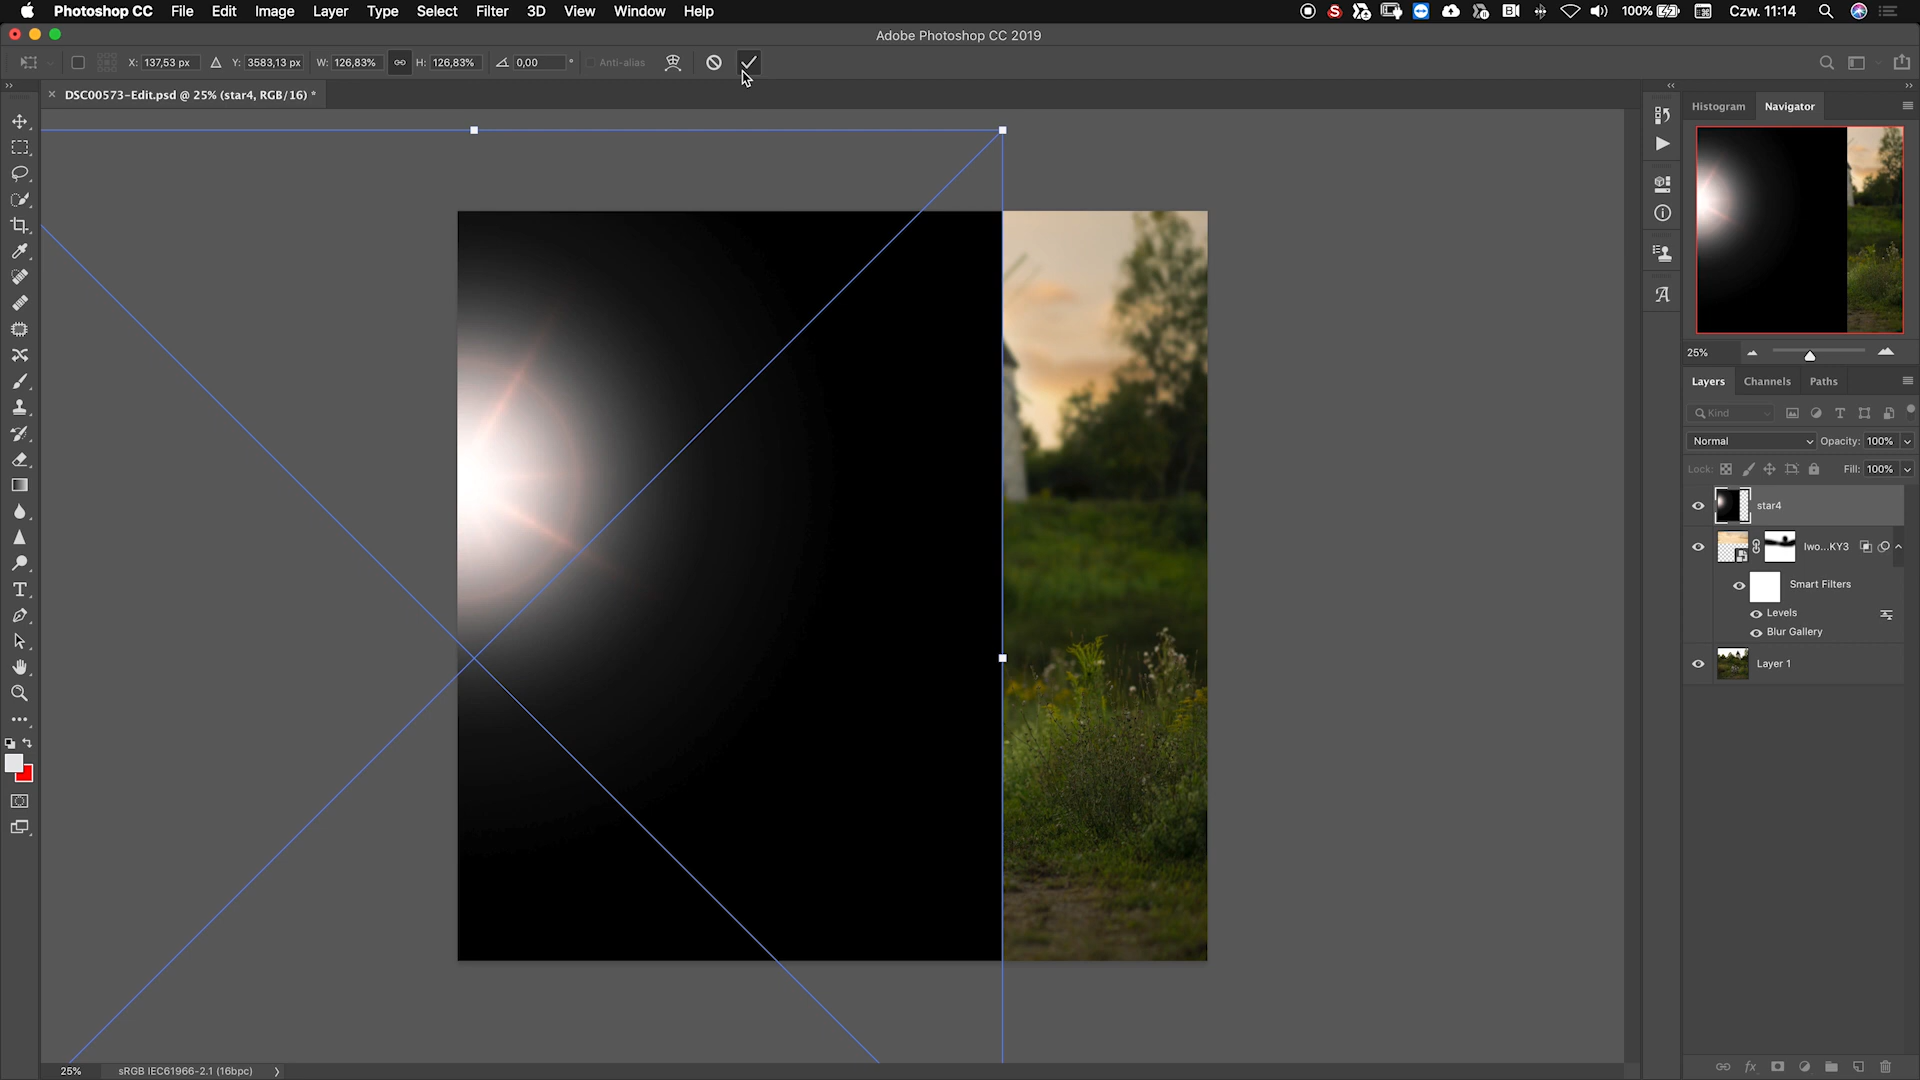 Photoshop CC File Edit Image Layer Type Select Filter 3D View Window Help 100% Czw. 11:14
Adobe Photoshop CC 2019
X: 137,53 px Y: 3583,13 px W: 126,83% H: 126,83% 0,00 ° Anti-alias
DSC00573-Edit.psd @ 25% (star4, RGB/16) *
Histogram Navigator
25%
Layers Channels Paths
Kind
Normal Opacity: 100%
Lock: Fill: 100%
star4
Iwo...KY3
Smart Filters
Levels
Blur Gallery
Layer 1
25% sRGB IEC61966-2.1 (16bpc)